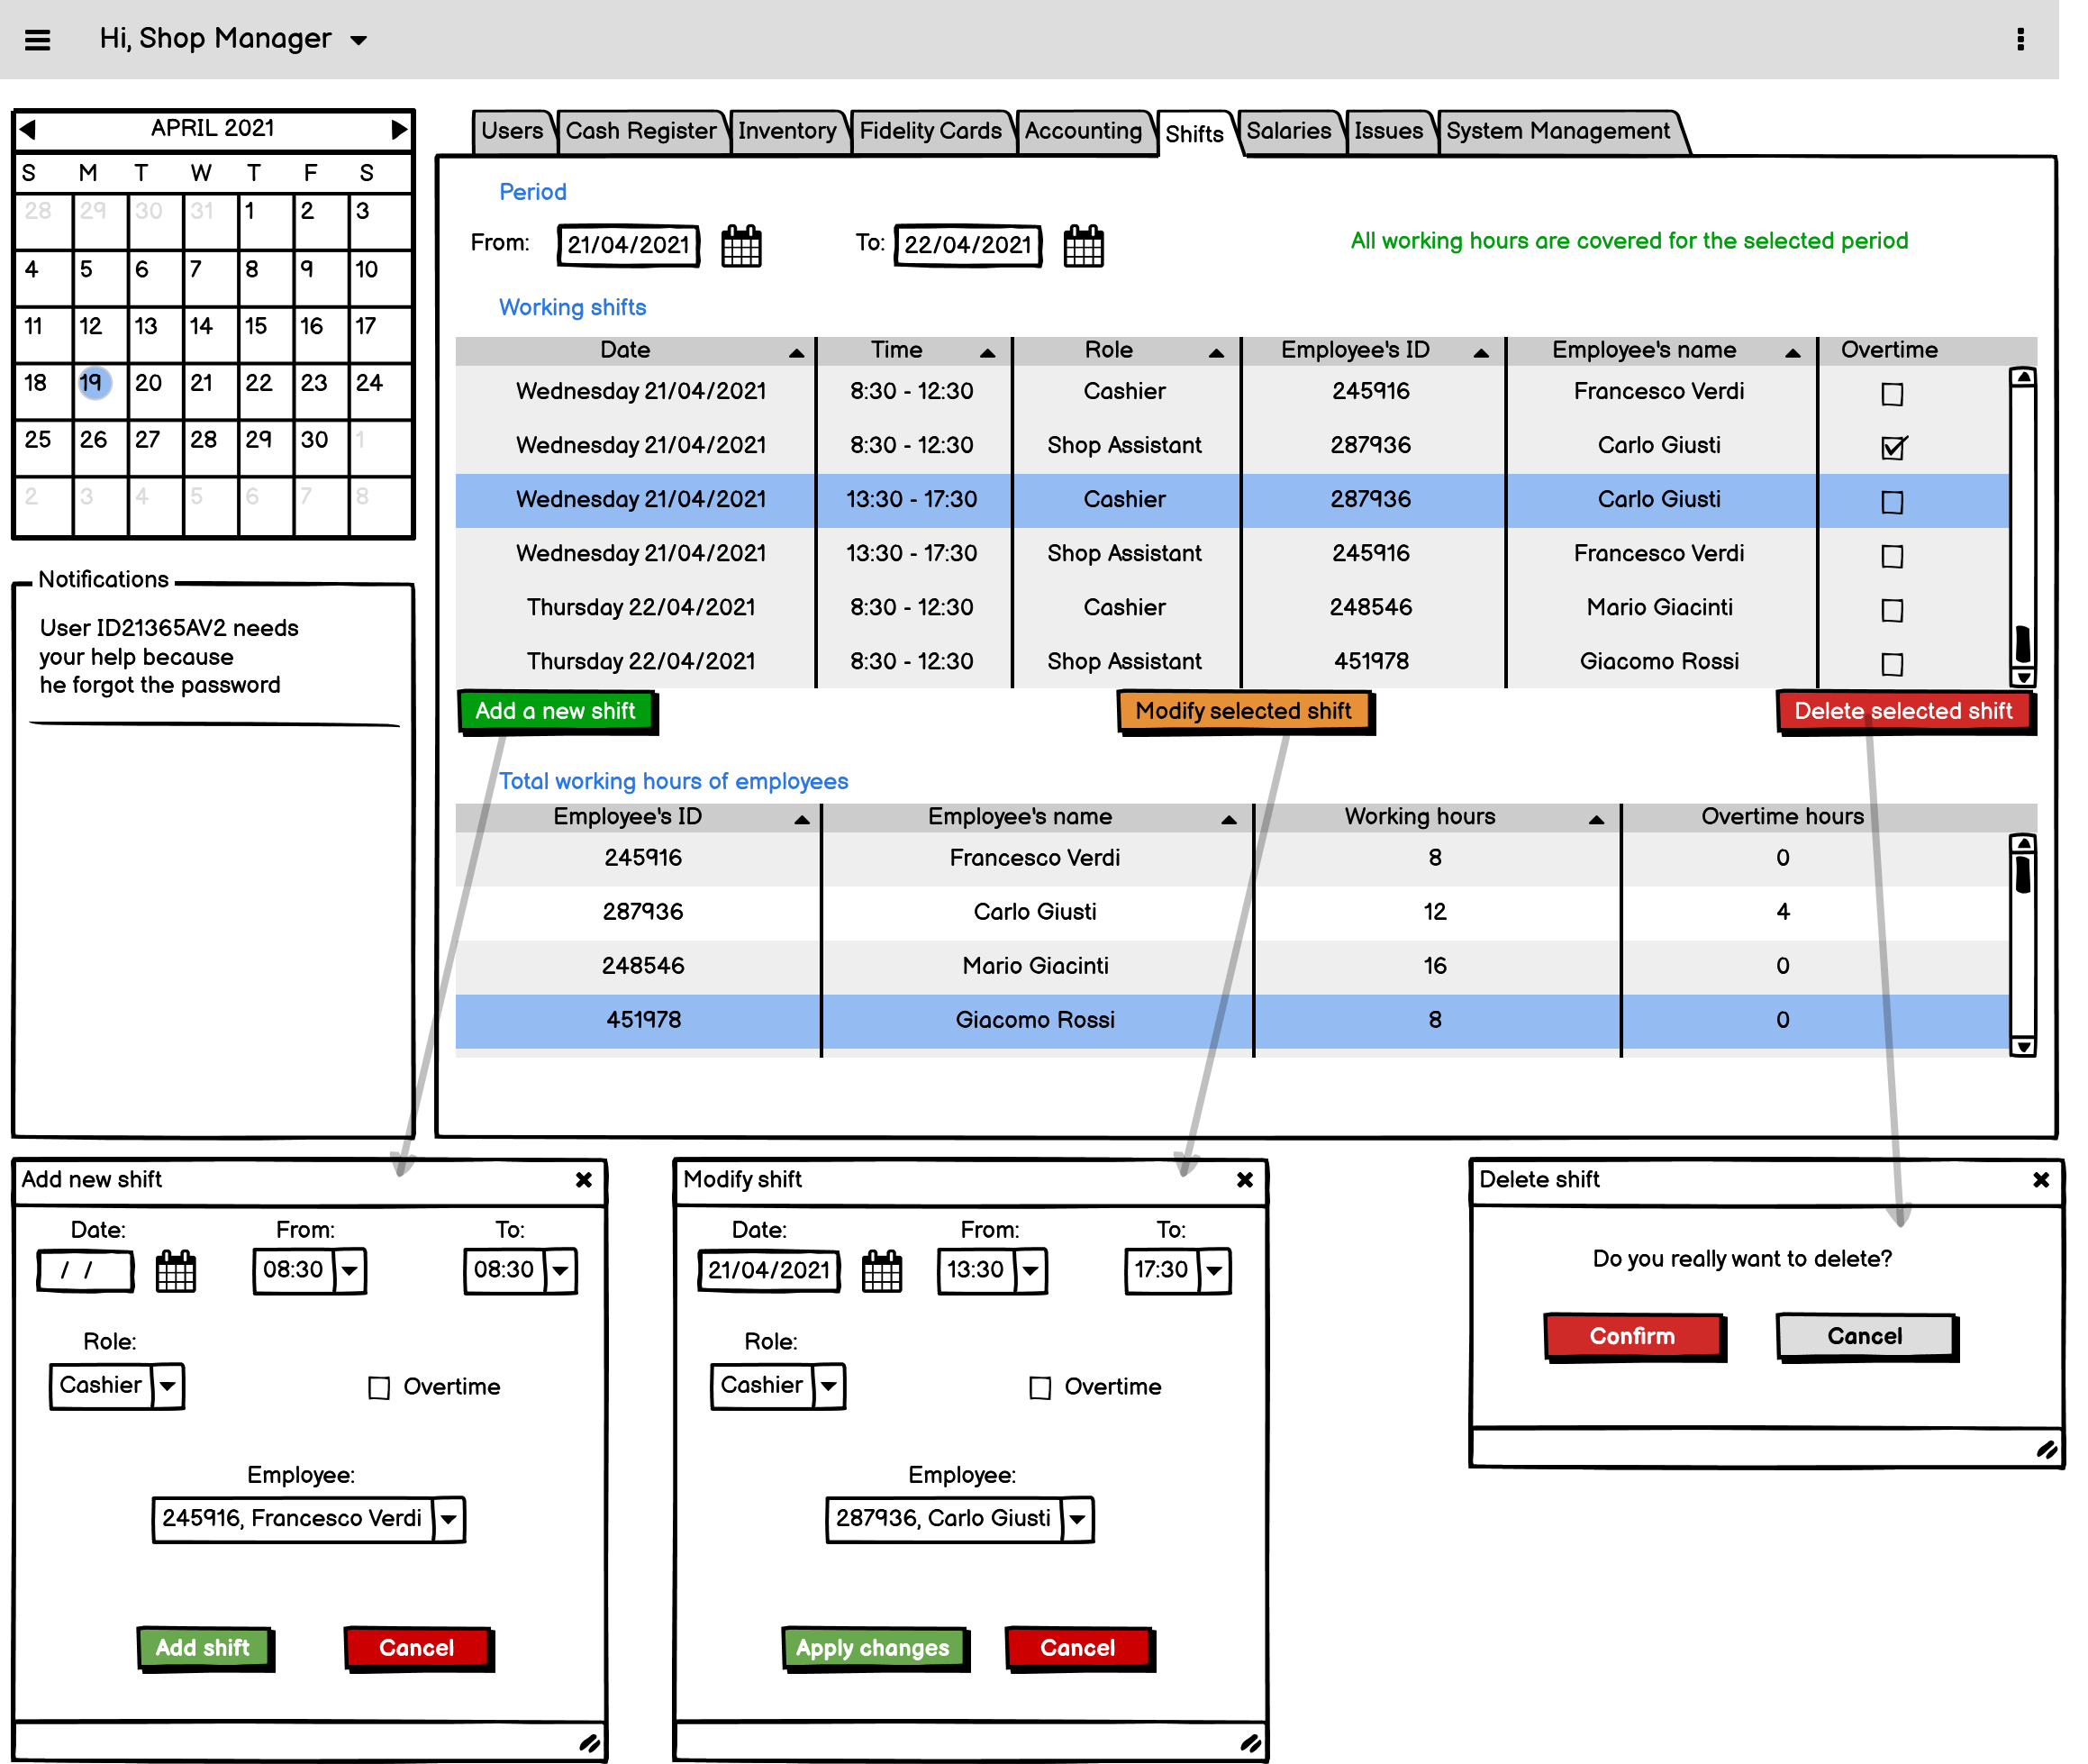 Hi, Shop Manager
APRIL 2021
S M T W T F S
28 29 30 31 1 2 3
4 5 6 7 8 9 10
11 12 13 14 15 16 17
18 19 20 21 22 23 24
25 26 27 28 29 30 1
2 3 4 5 6 7 8
Notifications
User ID21365AV2 needs
your help because
he forgot the password
Users Cash Register Inventory Fidelity Cards Accounting Shifts Salaries Issues System Management
Period
From: 21/04/2021 To: 22/04/2021 All working hours are covered for the selected period
Working shifts
Date Time Role Employee's ID Employee's name Overtime
Wednesday 21/04/2021 8:30 - 12:30 Cashier 245916 Francesco Verdi
Wednesday 21/04/2021 8:30 - 12:30 Shop Assistant 287936 Carlo Giusti
Wednesday 21/04/2021 13:30 - 17:30 Cashier 287936 Carlo Giusti
Wednesday 21/04/2021 13:30 - 17:30 Shop Assistant 245916 Francesco Verdi
Thursday 22/04/2021 8:30 - 12:30 Cashier 248546 Mario Giacinti
Thursday 22/04/2021 8:30 - 12:30 Shop Assistant 451978 Giacomo Rossi
Add a new shift Modify selected shift Delete selected shift
Total working hours of employees
Employee's ID Employee's name Working hours Overtime hours
245916 Francesco Verdi 8 0
287936 Carlo Giusti 12 4
248546 Mario Giacinti 16 0
451978 Giacomo Rossi 8 0
Add new shift
Date: From: To:
/ / 08:30 08:30
Role:
Cashier Overtime
Employee:
245916, Francesco Verdi
Add shift Cancel
Modify shift
Date: From: To:
21/04/2021 13:30 17:30
Role:
Cashier Overtime
Employee:
287936, Carlo Giusti
Apply changes Cancel
Delete shift
Do you really want to delete?
Confirm Cancel